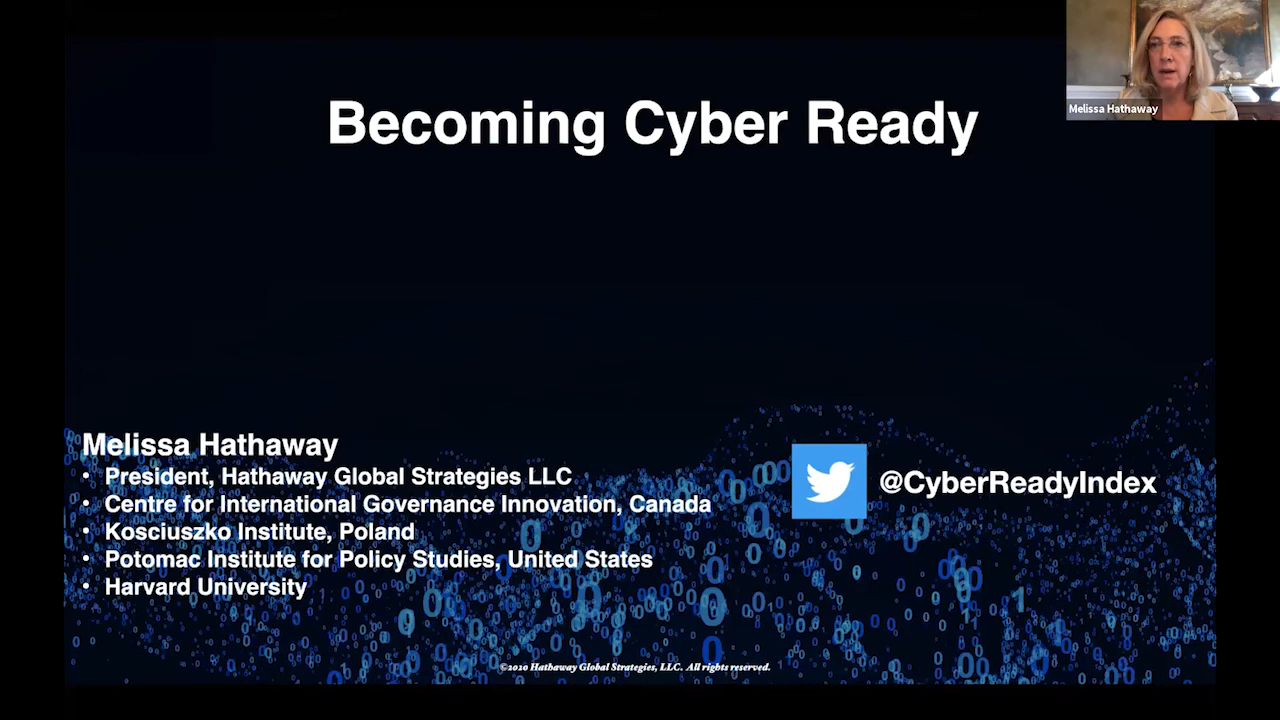 Becoming Cyber Ready
Melissa Hathaway
Melissa Hathaway
• President, Hathaway Global Strategies LLC
• Centre for International Governance Innovation, Canada
• Kosciuszko Institute, Poland
• Potomac Institute for Policy Studies, United States
• Harvard University
@CyberReadyIndex
©2020 Hathaway Global Strategies, LLC. All rights reserved.